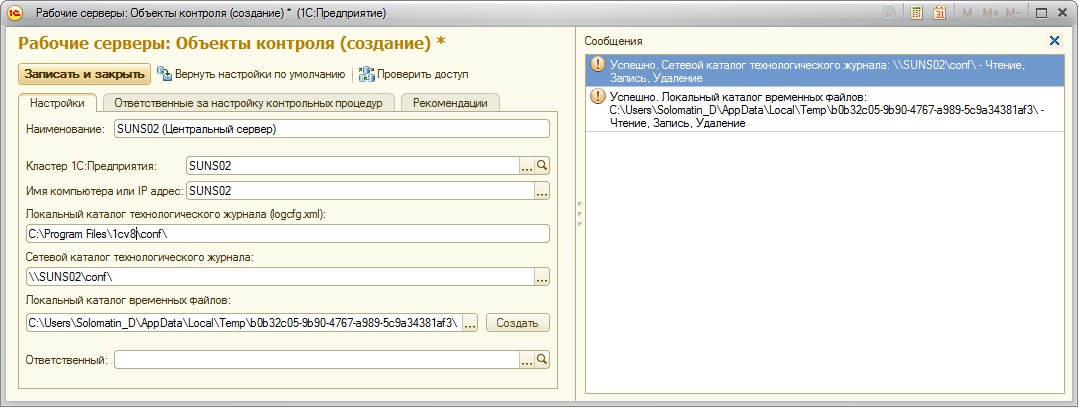 Рабочие серверы: Объекты контроля (создание) * (1С:Предприятие)
M M+ M-
Рабочие серверы: Объекты контроля (создание) *
Записать и закрыть Вернуть настройки по умолчанию Проверить доступ
Настройки Ответственные за настройку контрольных процедур Рекомендации
Наименование: SUNS02 (Центральный сервер)
Кластер 1С:Предприятия: SUNS02 ...
Имя компьютера или IP адрес: SUNS02 ...
Локальный каталог технологического журнала (logcfg.xml):
C:\Program Files\1cv8\conf\
Сетевой каталог технологического журнала:
\\SUNS02\conf\ ...
Локальный каталог временных файлов:
C:\Users\Solomatin_D\AppData\Local\Temp\b0b32c05-9b90-4767-a989-5c9a34381af3\ ... Создать
Ответственный: ...
Сообщения
Успешно. Сетевой каталог технологического журнала: \\SUNS02\conf\ - Чтение,
Запись, Удаление
Успешно. Локальный каталог временных файлов:
C:\Users\Solomatin_D\AppData\Local\Temp\b0b32c05-9b90-4767-a989-5c9a34381af3\ -
Чтение, Запись, Удаление